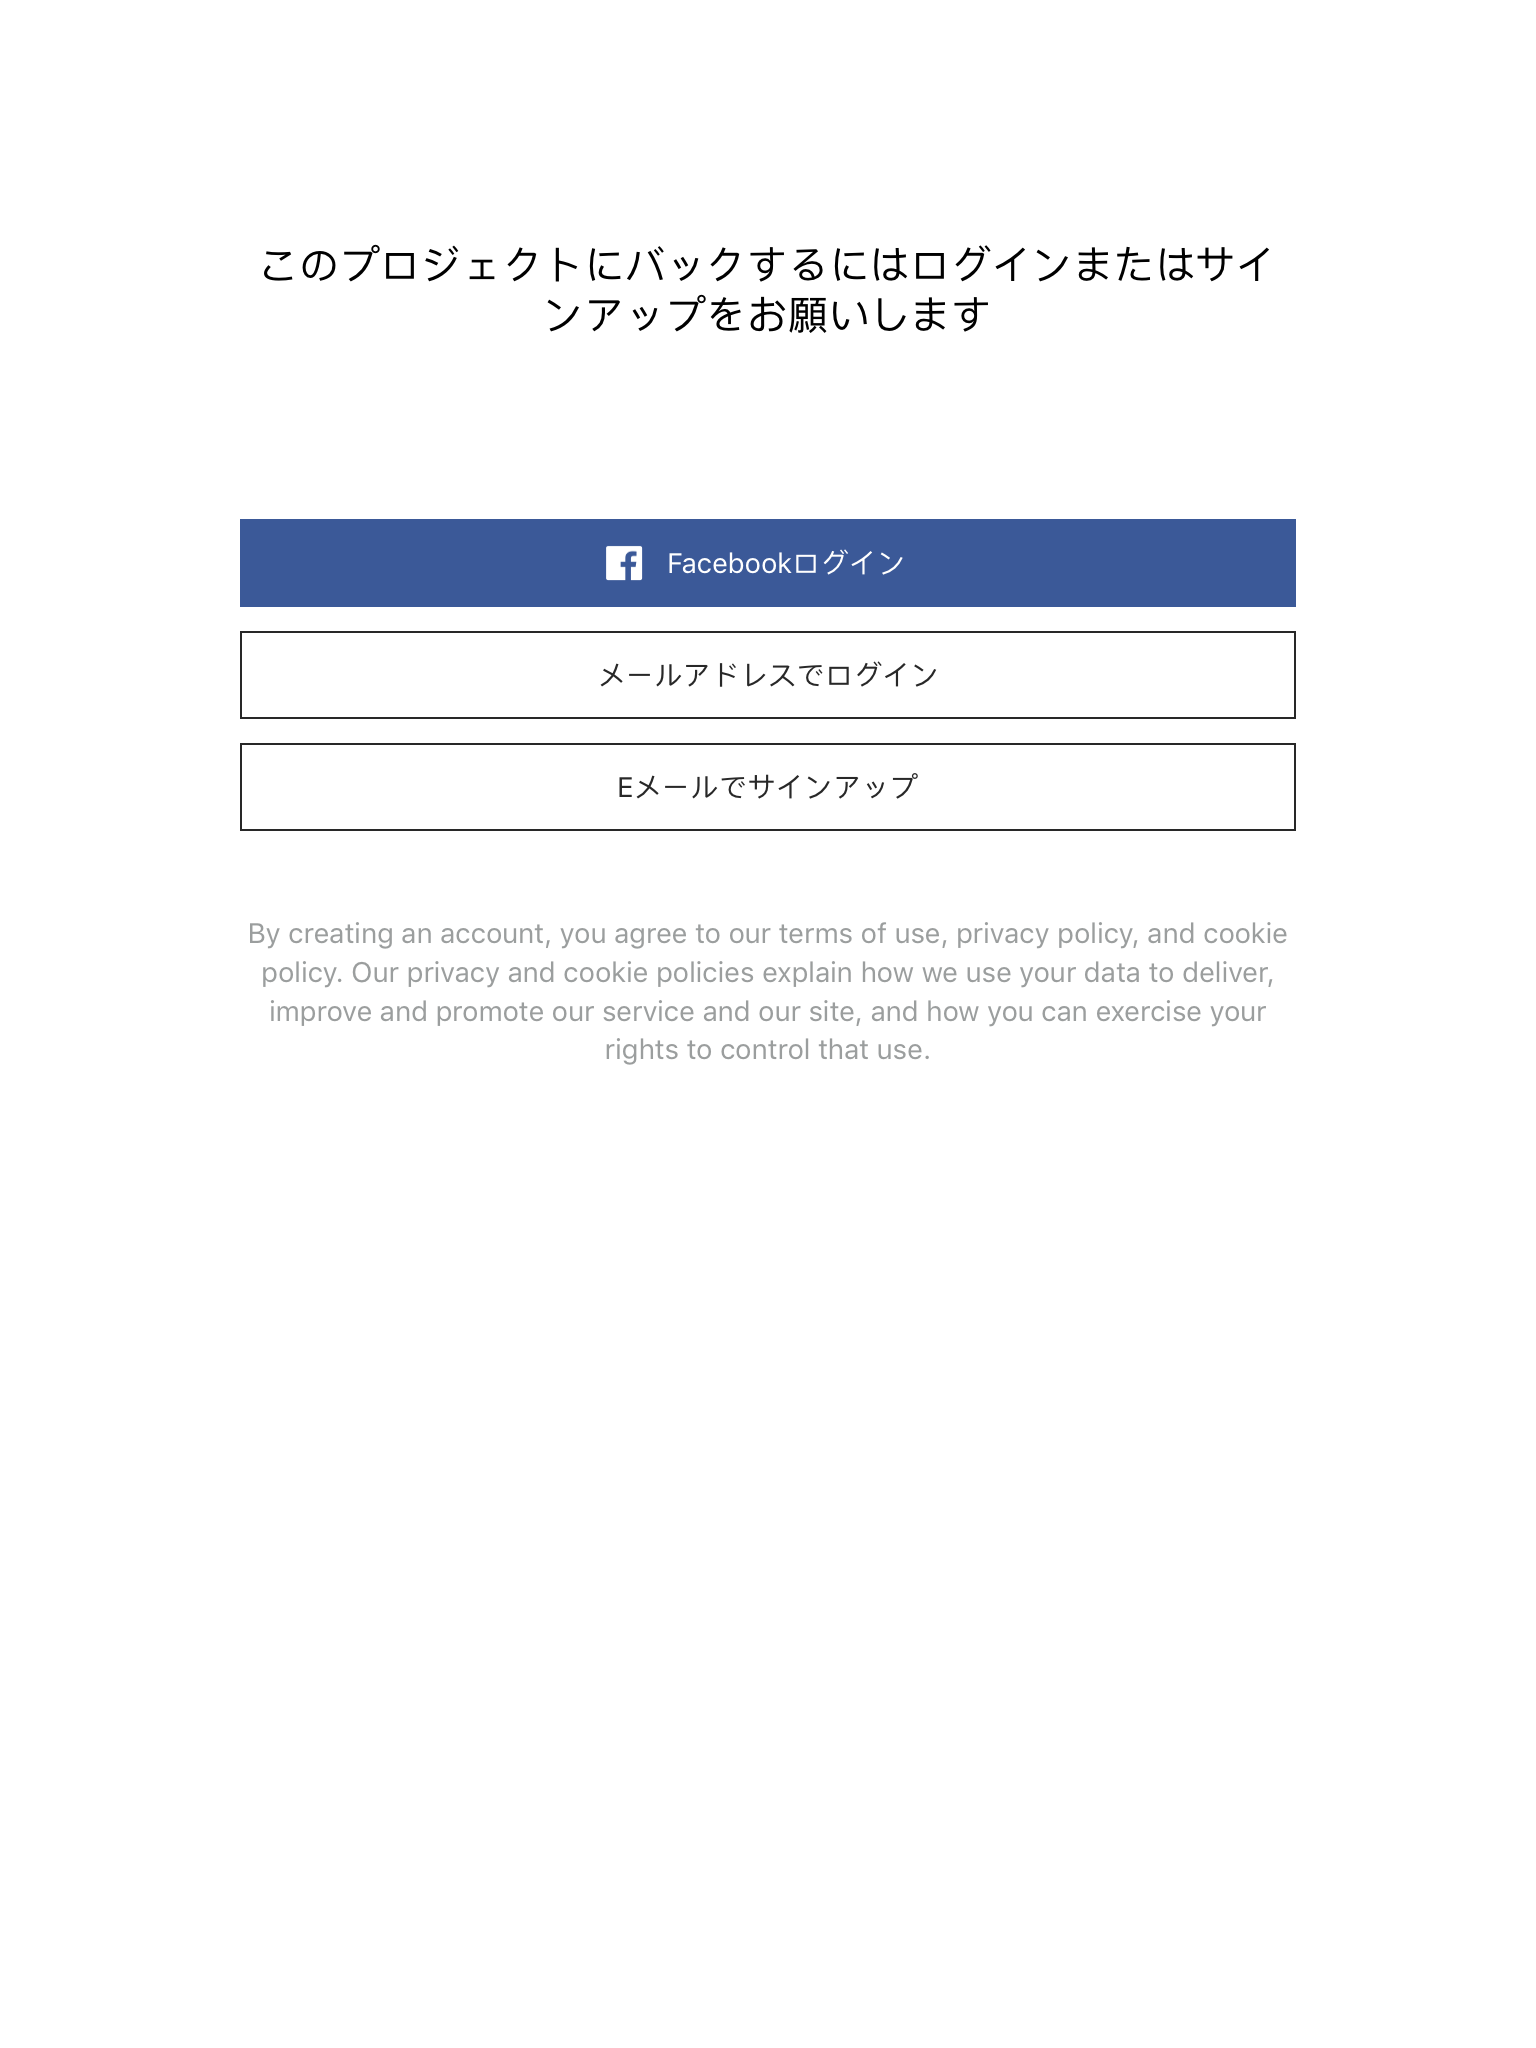 このプロジェクトにバックするにはログインまたはサイ
ンアップをお願いします
Facebookログイン
メールアドレスでログイン
Eメールでサインアップ
By creating an account, you agree to our terms of use, privacy policy, and cookie
policy. Our privacy and cookie policies explain how we use your data to deliver,
improve and promote our service and our site, and how you can exercise your
rights to control that use.